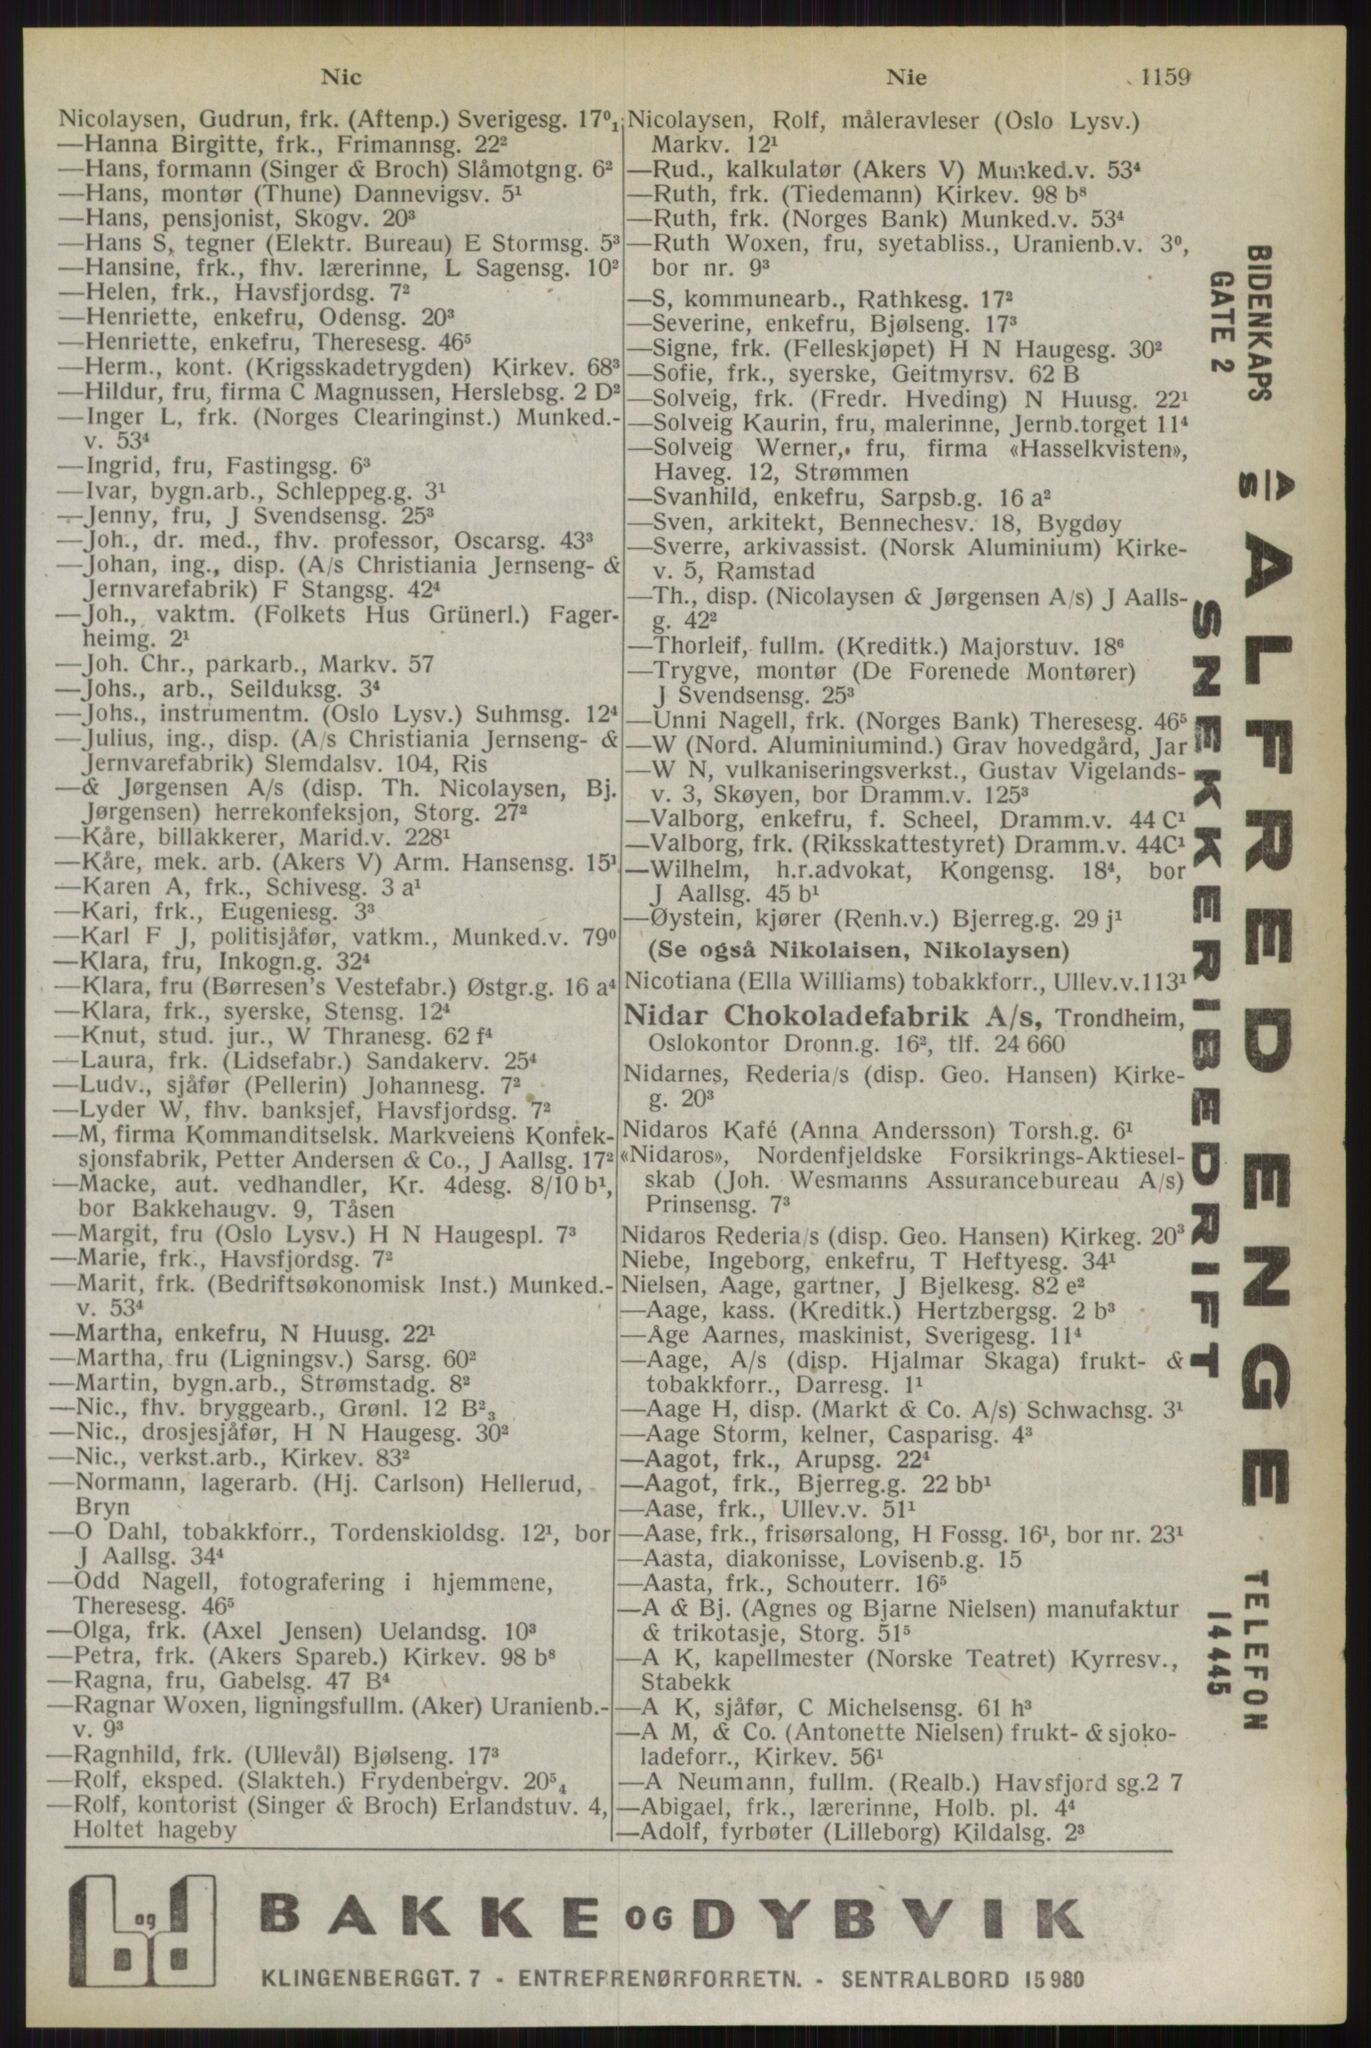 Nic
Nie
1159
Nicolaysen, Gudrun, frk. (Aftenp.) Sverigesg. 17⁰₁
—Hanna Birgitte, frk., Frimannsg. 22²
—Hans, formann (Singer & Broch) Slåmotgng. 6²
—Hans, montør (Thune) Dannevigsv. 5¹
—Hans, pensjonist, Skogv. 20³
—Hans S, tegner (Elektr. Bureau) E Stormsg. 5³
—Hansine, frk., fhv. lærerinne, L Sagensg. 10²
—Helen, frk., Havsfjordsg. 7²
—Henriette, enkefru, Odensg. 20³
—Henriette, enkefru, Theresesg. 46⁵
—Herm., kont. (Krigsskadetrygden) Kirkev. 68³
—Hildur, fru, firma C Magnussen, Herslebsg. 2 D²
—Inger L, frk. (Norges Clearinginst.) Munked.-
v. 53⁴
—Ingrid, fru, Fastingsg. 6³
—Ivar, bygn.arb., Schleppeg.g. 3¹
—Jenny, fru, J Svendsensg. 25³
—Joh., dr. med., fhv. professor, Oscarsg. 43³
—Johan, ing., disp. (A/s Christiania Jernseng- &
Jernvarefabrik) F Stangsg. 42⁴
—Joh., vaktm. (Folkets Hus Grünerl.) Fager-
heimg. 2¹
—Joh. Chr., parkarb., Markv. 57
—Johs., arb., Seilduksg. 3⁴
—Johs., instrumentm. (Oslo Lysv.) Suhmsg. 12⁴
—Julius, ing., disp. (A/s Christiania Jernseng- &
Jernvarefabrik) Slemdalsv. 104, Ris
—& Jørgensen A/s (disp. Th. Nicolaysen, Bj.
Jørgensen) herrekonfeksjon, Storg. 27²
—Kåre, billakkerer, Marid.v. 228¹
—Kåre, mek. arb. (Akers V) Arm. Hansensg. 15¹
—Karen A, frk., Schivesg. 3 a¹
—Kari, frk., Eugeniesg. 3³
—Karl F J, politisjåfør, vatkm., Munked.v. 79⁰
—Klara, fru, Inkogn.g. 32⁴
—Klara, fru (Børresen's Vestefabr.) Østgr.g. 16 a⁴
—Klara, frk., syerske, Stensg. 12⁴
—Knut, stud. jur., W Thranesg. 62 f⁴
—Laura, frk. (Lidsefabr.) Sandakerv. 25⁴
—Ludv., sjåfør (Pellerin) Johannesg. 7²
—Lyder W, fhv. banksjef, Havsfjordsg. 7²
—M, firma Kommanditselsk. Markveiens Konfek-
sjonsfabrik, Petter Andersen & Co., J Aallsg. 17²
—Macke, aut. vedhandler, Kr. 4desg. 8/10 b¹,
bor Bakkehaugv. 9, Tåsen
—Margit, fru (Oslo Lysv.) H N Haugespl. 7³
—Marie, frk., Havsfjordsg. 7²
—Marit, frk. (Bedriftsøkonomisk Inst.) Munked.-
v. 53⁴
—Martha, enkefru, N Huusg. 22¹
—Martha, fru (Ligningsv.) Sarsg. 60²
—Martin, bygn.arb., Strømstadg. 8²
—Nic., fhv. bryggearb., Grønl. 12 B²₃
—Nic., drosjesjåfør, H N Haugesg. 30²
—Nic., verkst.arb., Kirkev. 83²
—Normann, lagerarb. (Hj. Carlson) Hellerud,
Bryn
—O Dahl, tobakkforr., Tordenskioldsg. 12¹, bor
J Aallsg. 34⁴
—Odd Nagell, fotografering i hjemmene,
Theresesg. 46⁵
—Olga, frk. (Axel Jensen) Uelandsg. 10³
—Petra, frk. (Akers Spareb.) Kirkev. 98 b⁸
—Ragna, fru, Gabelsg. 47 B⁴
—Ragnar Woxen, ligningsfullm. (Aker) Uranienb.-
v. 9³
—Ragnhild, frk. (Ullevål) Bjølseng. 17³
—Rolf, eksped. (Slakteh.) Frydenbergv. 20⁵₄
—Rolf, kontorist (Singer & Broch) Erlandstuv. 4,
Holtet hageby
Nicolaysen, Rolf, måleravleser (Oslo Lysv.)
Markv. 12¹
—Rud., kalkulatør (Akers V) Munked.v. 53⁴
—Ruth, frk. (Tiedemann) Kirkev. 98 b⁸
—Ruth, frk. (Norges Bank) Munked.v. 53⁴
—Ruth Woxen, fru, syetabliss., Uranienb.v. 3⁰,
bor nr. 9³
—S, kommunearb., Rathkesg. 17²
—Severine, enkefru, Bjølseng. 17³
—Signe, frk. (Felleskjøpet) H N Haugesg. 30²
—Sofie, frk., syerske, Geitmyrsv. 62 B
—Solveig, frk. (Fredr. Hveding) N Huusg. 22¹
—Solveig Kaurin, fru, malerinne, Jernb.torget 11⁴
—Solveig Werner, fru, firma «Hasselkvisten»,
Haveg. 12, Strømmen
—Svanhild, enkefru, Sarpsb.g. 16 a²
—Sven, arkitekt, Bennechesv. 18, Bygdøy
—Sverre, arkivassist. (Norsk Aluminium) Kirke-
v. 5, Ramstad
—Th., disp. (Nicolaysen & Jørgensen A/s) J Aalls-
g. 42²
—Thorleif, fullm. (Kreditk.) Majorstuv. 18⁶
—Trygve, montør (De Forenede Montører)
J Svendsensg. 25³
—Unni Nagell, frk. (Norges Bank) Theresesg. 46⁵
—W (Nord. Aluminiumind.) Grav hovedgård, Jar
—W N, vulkaniseringsverkst., Gustav Vigelands-
v. 3, Skøyen, bor Dramm.v. 125³
—Valborg, enkefru, f. Scheel, Dramm.v. 44 C¹
—Valborg, frk. (Riksskattestyret) Dramm.v. 44C¹
—Wilhelm, h.r.advokat, Kongensg. 18⁴, bor
J Aallsg. 45 b¹
—Øystein, kjører (Renh.v.) Bjerreg.g. 29 j¹
(Se også Nikolaisen, Nikolaysen)
Nicotiana (Ella Williams) tobakkforr., Ullev.v.113¹
Nidar Chokoladefabrik A/s, Trondheim,
Oslokontor Dronn.g. 16², tlf. 24 660
Nidarnes, Rederia/s (disp. Geo. Hansen) Kirke-
g. 20³
Nidaros Kafé (Anna Andersson) Torsh.g. 6¹
«Nidaros», Nordenfjeldske Forsikrings-Aktiesel-
skab (Joh. Wesmanns Assurancebureau A/s)
Prinsensg. 7³
Nidaros Rederia/s (disp. Geo. Hansen) Kirkeg. 20³
Niebe, Ingeborg, enkefru, T Heftyesg. 34¹
Nielsen, Aage, gartner, J Bjelkesg. 82 e²
—Aage, kass. (Kreditk.) Hertzbergsg. 2 b³
—Åge Aarnes, maskinist, Sverigesg. 11⁴
—Aage, A/s (disp. Hjalmar Skaga) frukt- &
tobakkforr., Darresg. 1¹
—Aage H, disp. (Markt & Co. A/s) Schwachsg. 3¹
—Aage Storm, kelner, Casparisg. 4³
—Aagot, frk., Arupsg. 22⁴
—Aagot, frk., Bjerreg.g. 22 bb¹
—Aase, frk., Ullev.v. 51¹
—Aase, frk., frisørsalong, H Fossg. 16¹, bor nr. 23¹
—Aasta, diakonisse, Lovisenb.g. 15
—Aasta, frk., Schouterr. 16⁵
—A & Bj. (Agnes og Bjarne Nielsen) manufaktur
& trikotasje, Storg. 51⁵
—A K, kapellmester (Norske Teatret) Kyrresv.,
Stabekk
—A K, sjåfør, C Michelsensg. 61 h³
—A M, & Co. (Antonette Nielsen) frukt- & sjoko-
ladeforr., Kirkev. 56¹
—A Neumann, fullm. (Realb.) Havsfjord sg.2 7
—Abigael, frk., lærerinne, Holb. pl. 4⁴
—Adolf, fyrbøter (Lilleborg) Kildalsg. 2³
BIDENKAPS
GATE 2
A/s ALFRED ENGE
SNEKKERIBEDRIFT
TELEFON
14445
og
b d
BAKKE OG DYBVIK
KLINGENBERGGT. 7 - ENTREPRENØRFORRETN. - SENTRALBORD 15980